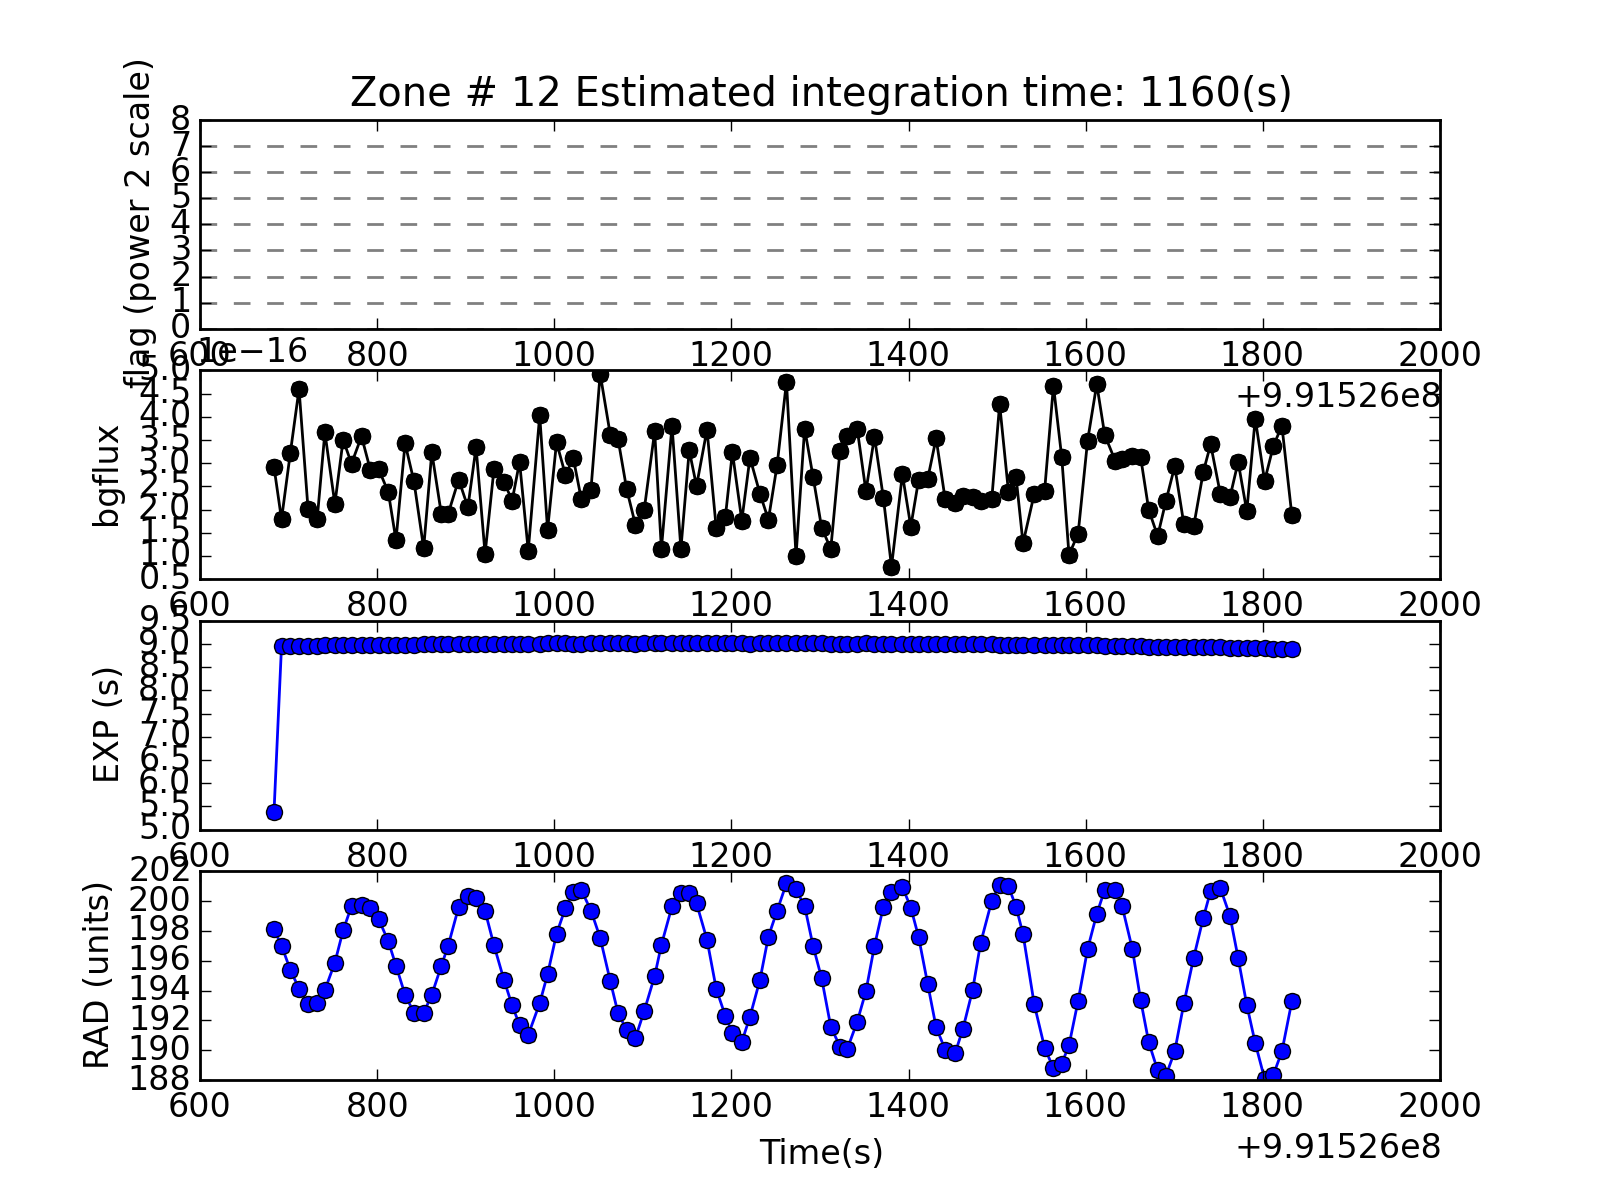 Zone # 12 Estimated integration time: 1160(s)
flag (power 2 scale)
8
7
6
5
4
3
2
1
0
600 800 1000 1200 1400 1600 1800 2000
1e−16
+9.91526e8
bgflux
5.0
4.5
4.0
3.5
3.0
2.5
2.0
1.5
1.0
0.5
600 800 1000 1200 1400 1600 1800 2000
EXP (s)
9.5
9.0
8.5
8.0
7.5
7.0
6.5
6.0
5.5
5.0
600 800 1000 1200 1400 1600 1800 2000
RAD (units)
202
200
198
196
194
192
190
188
600 800 1000 1200 1400 1600 1800 2000
Time(s)
+9.91526e8